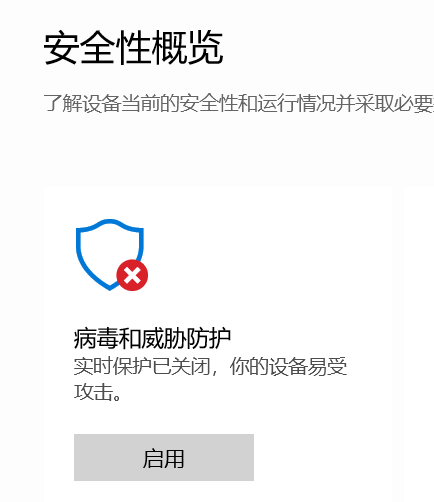 安全性概览
了解设备当前的安全性和运行情况并采取必要
病毒和威胁防护
实时保护已关闭，你的设备易受
攻击。
启用